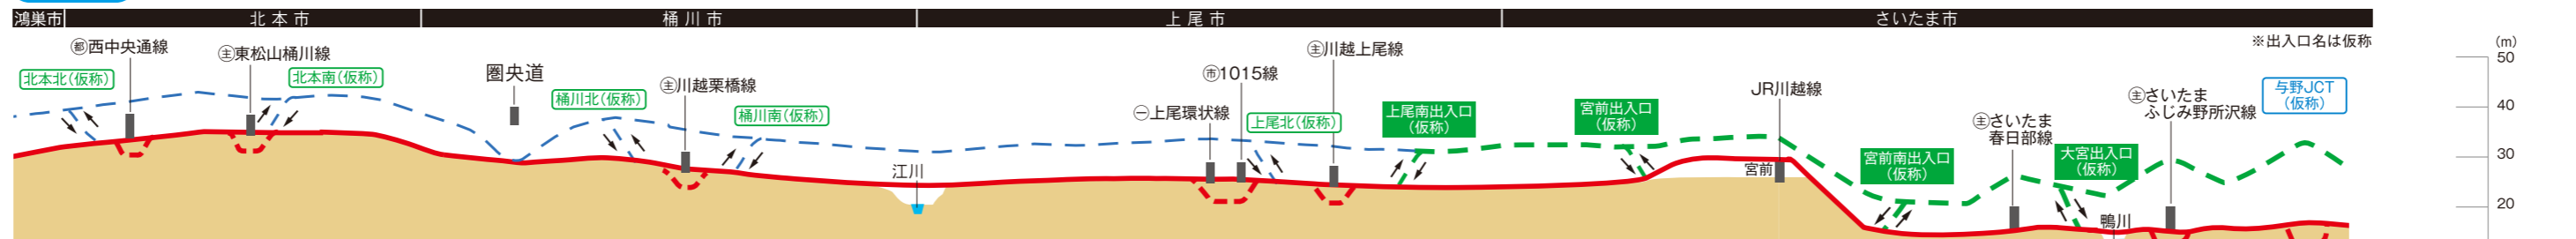 鴻巣市 北本市 桶川市 上尾市 さいたま市
※出入口名は仮称
(m)
50
40
30
20
都西中央通線
主東松山桶川線
北本北(仮称)
北本南(仮称)
圏央道
桶川北(仮称)
主川越栗橋線
桶川南(仮称)
江川
一上尾環状線
市1015線
上尾北(仮称)
主川越上尾線
上尾南出入口
(仮称)
宮前出入口
(仮称)
JR川越線
宮前
宮前南出入口
(仮称)
主さいたま
春日部線
大宮出入口
(仮称)
鴨川
主さいたま
ふじみ野所沢線
与野JCT
(仮称)